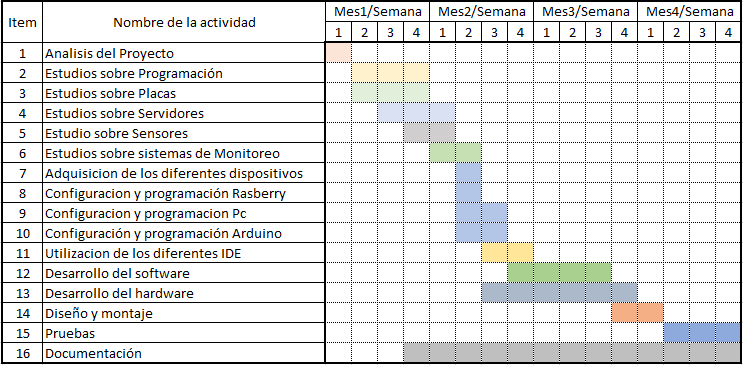 Item Nombre de la actividad Mes1/Semana Mes2/Semana Mes3/Semana Mes4/Semana
1 2 3 4 1 2 3 4 1 2 3 4 1 2 3 4
1 Analisis del Proyecto
2 Estudios sobre Programación
3 Estudios sobre Placas
4 Estudios sobre Servidores
5 Estudio sobre Sensores
6 Estudios sobre sistemas de Monitoreo
7 Adquisicion de los diferentes dispositivos
8 Configuracion y programación Rasberry
9 Configuracion y programacion Pc
10 Configuración y programación Arduino
11 Utilizacion de los diferentes IDE
12 Desarrollo del software
13 Desarrollo del hardware
14 Diseño y montaje
15 Pruebas
16 Documentación